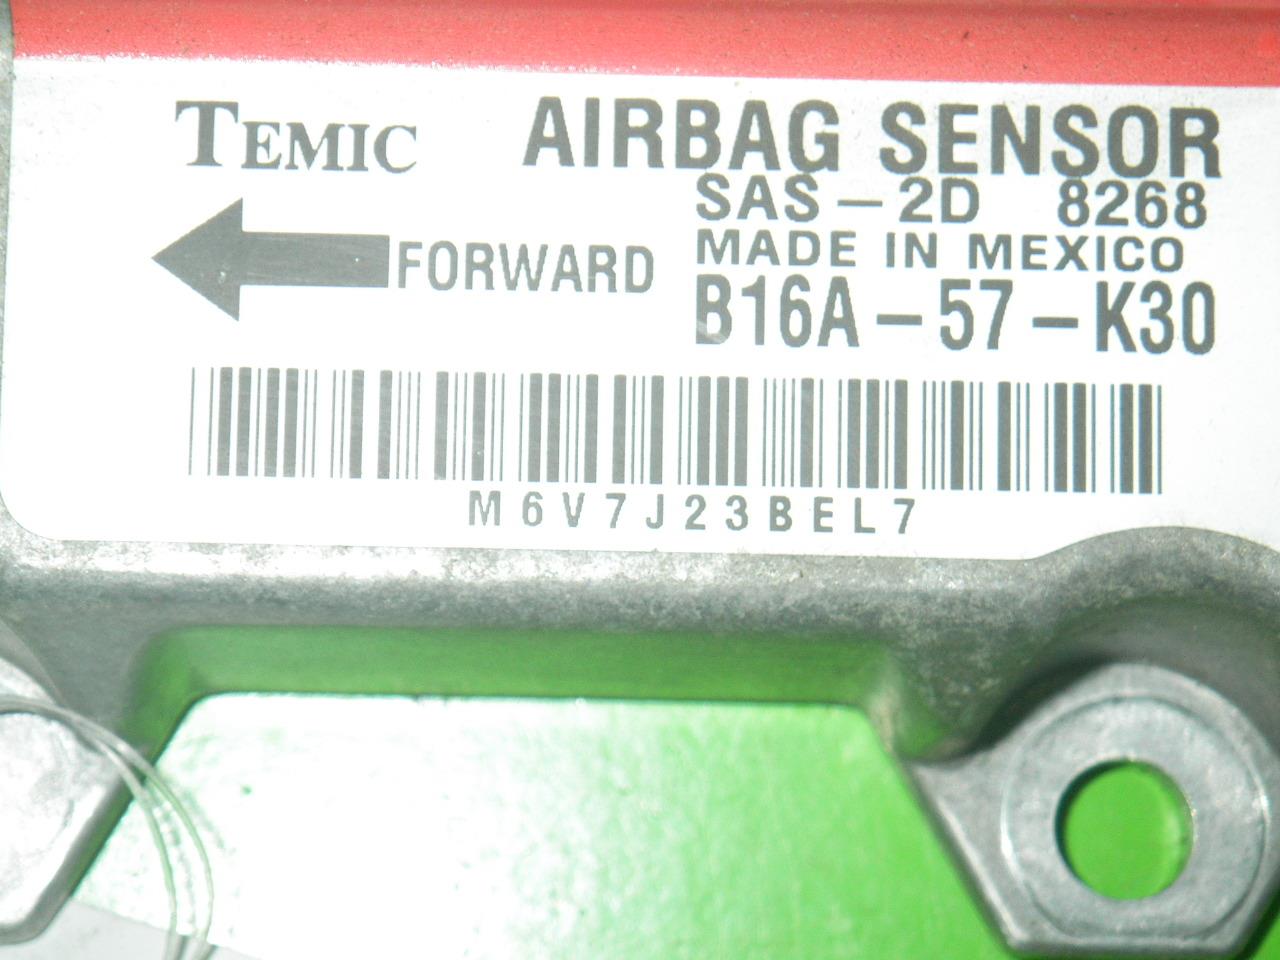 TEMIC AIRBAG SENSOR
SAS-2D 8268
FORWARD MADE IN MEXICO
B16A-57-K30
M6V7J23BEL7